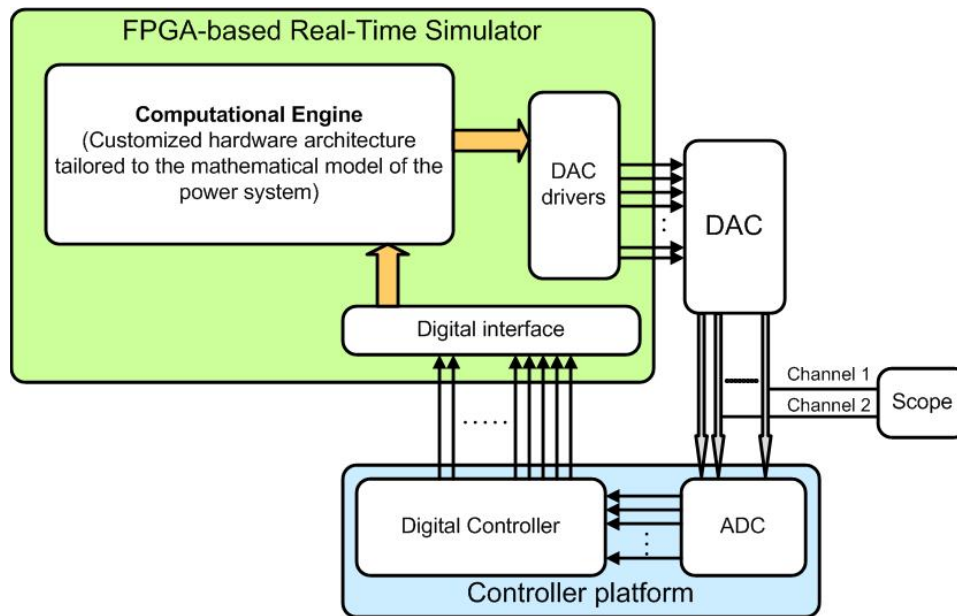 FPGA-based Real-Time Simulator
Computational Engine
(Customized hardware architecture
tailored to the mathematical model of the
power system)
DAC
drivers
DAC
Digital interface
Channel 1
Channel 2
Scope
Digital Controller
ADC
Controller platform